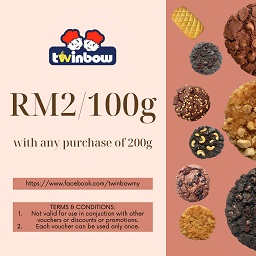 twinbow
RM2/100g
with any purchase of 200g
https://www.facebook.com/twinbowmy
TERMS & CONDITIONS:
1. Not valid for use in conjuction with other
vouchers or discounts or promotions.
2. Each voucher can be used only once.